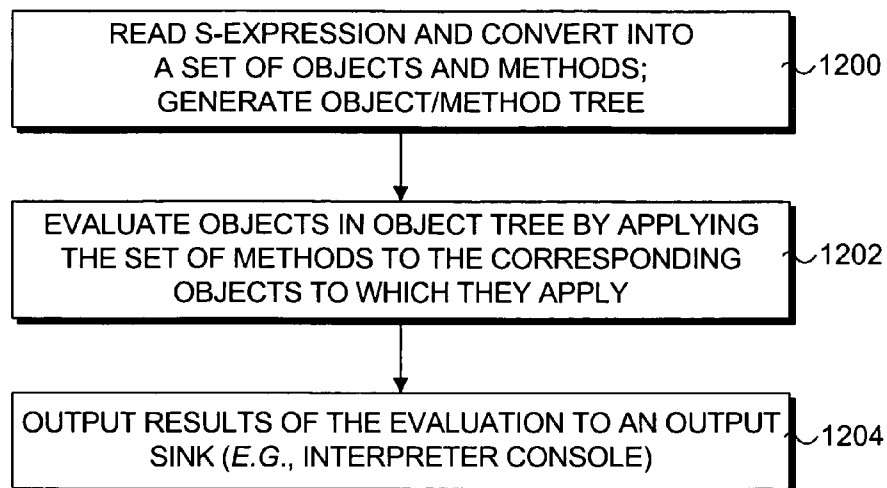 READ S-EXPRESSION AND CONVERT INTO
A SET OF OBJECTS AND METHODS;
GENERATE OBJECT/METHOD TREE
1200
EVALUATE OBJECTS IN OBJECT TREE BY APPLYING
THE SET OF METHODS TO THE CORRESPONDING
OBJECTS TO WHICH THEY APPLY
1202
OUTPUT RESULTS OF THE EVALUATION TO AN OUTPUT
SINK (E.G., INTERPRETER CONSOLE)
1204